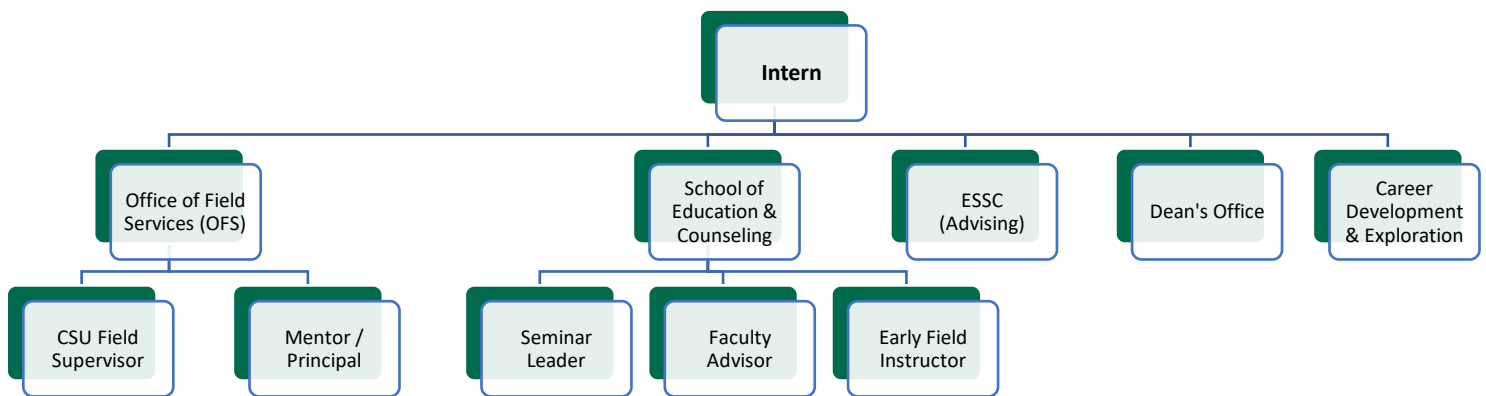 Intern
Office of Field
Services (OFS)
School of
Education &
Counseling
ESSC
(Advising)
Dean's Office
Career
Development
& Exploration
CSU Field
Supervisor
Mentor /
Principal
Seminar
Leader
Faculty
Advisor
Early Field
Instructor